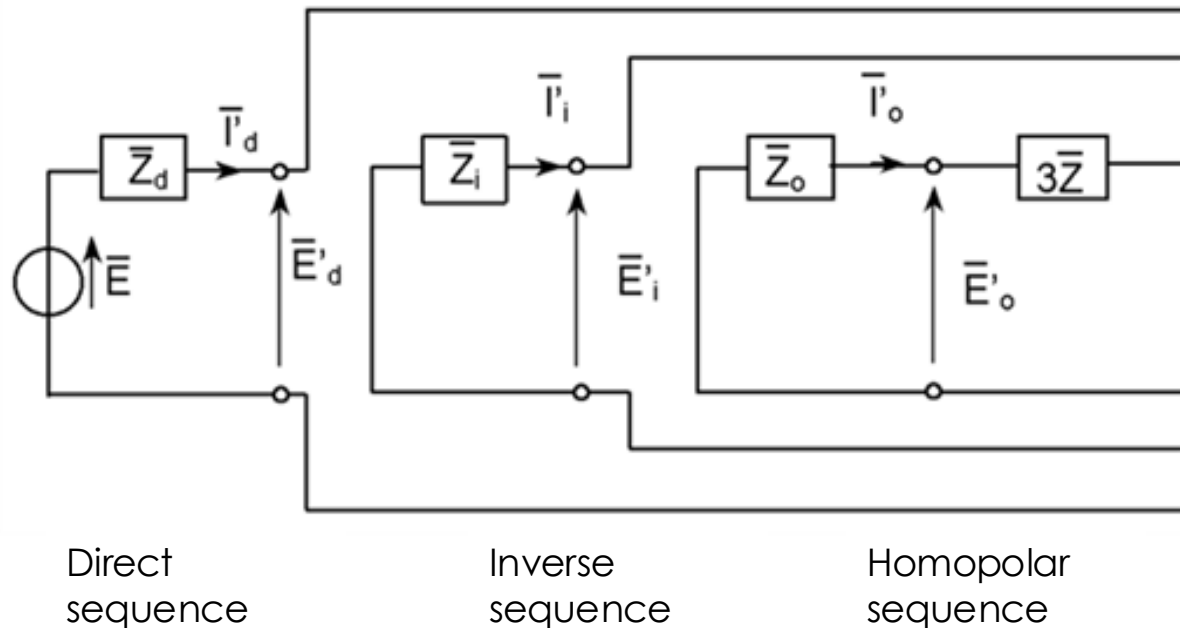 I̅'d
I̅'i
I̅'o
Z̅d
Z̅i
Z̅o
3Z̅
E̅
E̅'d
E̅'i
E̅'o
Direct
sequence
Inverse
sequence
Homopolar
sequence